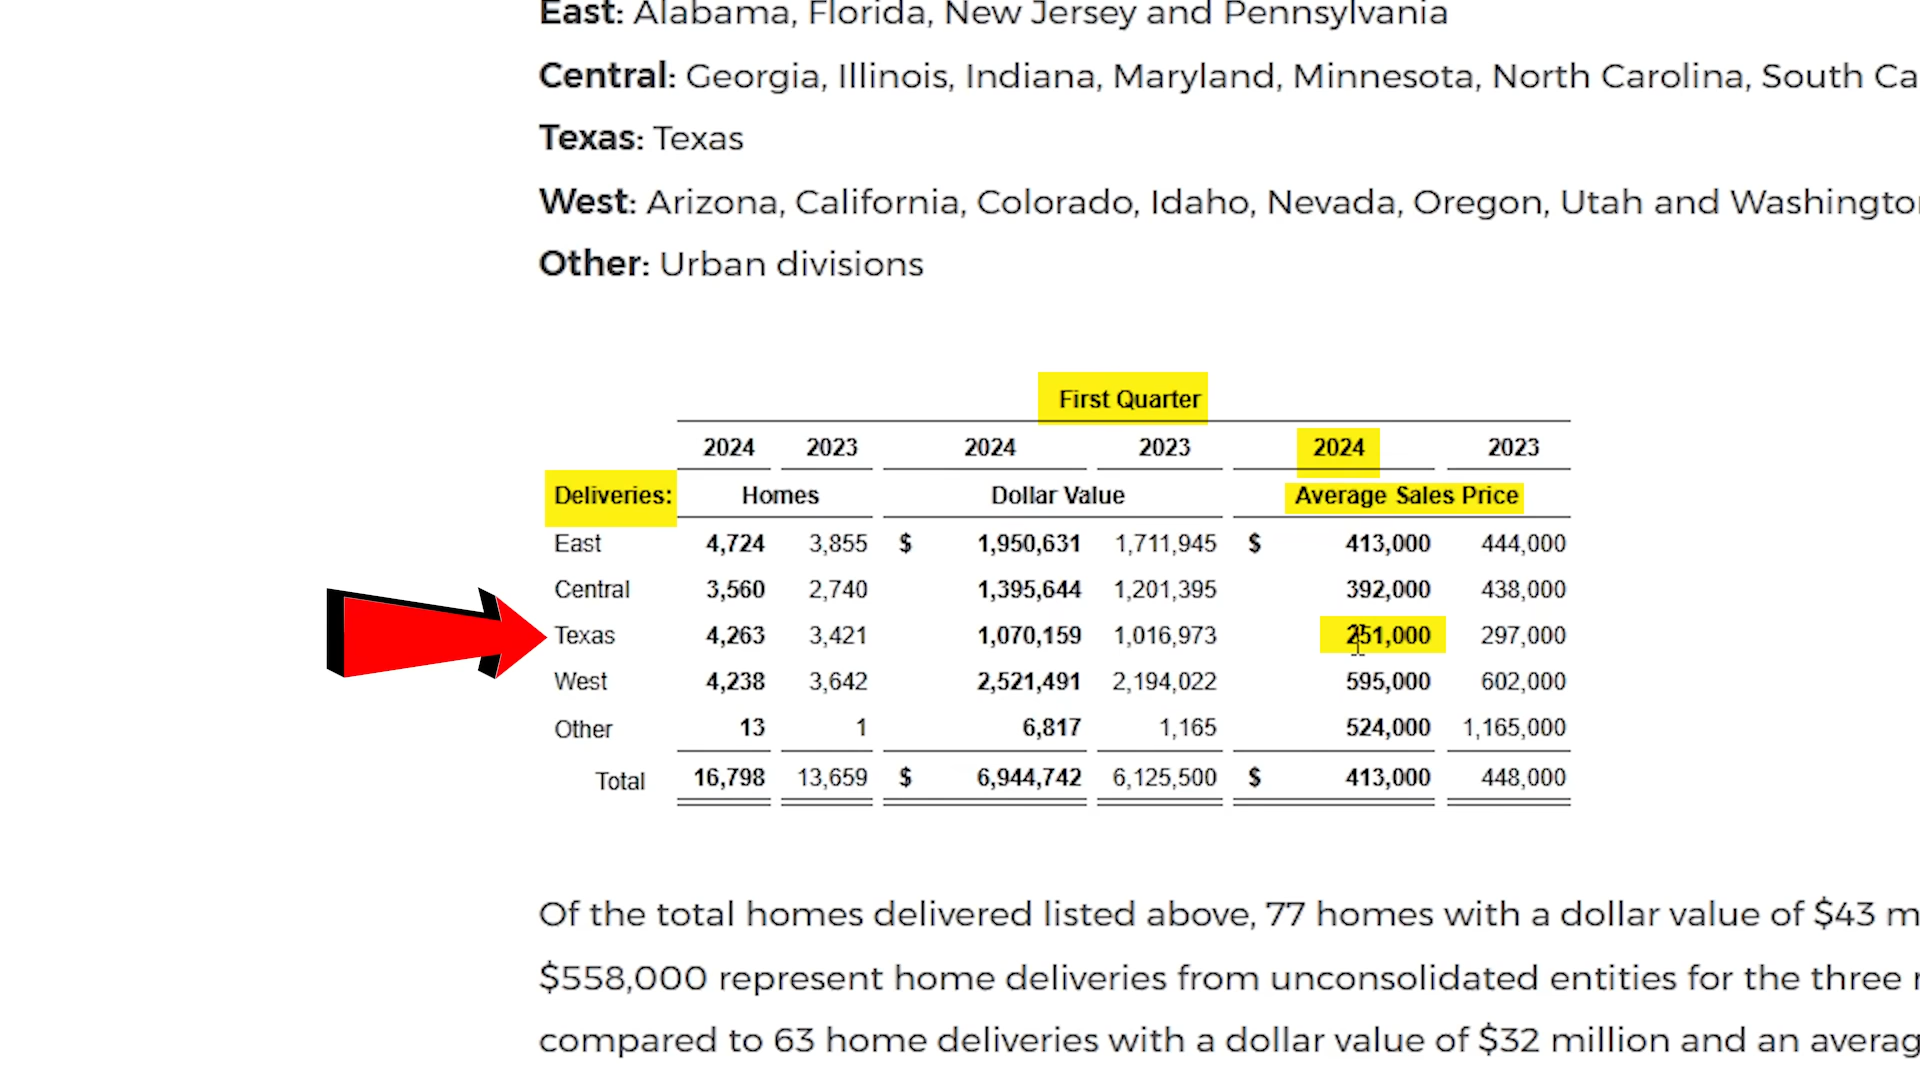 East: Alabama, Florida, New Jersey and Pennsylvania
Central: Georgia, Illinois, Indiana, Maryland, Minnesota, North Carolina, South Ca
Texas: Texas
West: Arizona, California, Colorado, Idaho, Nevada, Oregon, Utah and Washington
Other: Urban divisions
First Quarter
2024 2023 2024 2023 2024 2023
Deliveries: Homes Dollar Value Average Sales Price
East 4,724 3,855 $ 1,950,631 1,711,945 $ 413,000 444,000
Central 3,560 2,740 1,395,644 1,201,395 392,000 438,000
Texas 4,263 3,421 1,070,159 1,016,973 251,000 297,000
West 4,238 3,642 2,521,491 2,194,022 595,000 602,000
Other 13 1 6,817 1,165 524,000 1,165,000
Total 16,798 13,659 $ 6,944,742 6,125,500 $ 413,000 448,000
Of the total homes delivered listed above, 77 homes with a dollar value of $43 m
$558,000 represent home deliveries from unconsolidated entities for the three
compared to 63 home deliveries with a dollar value of $32 million and an averag